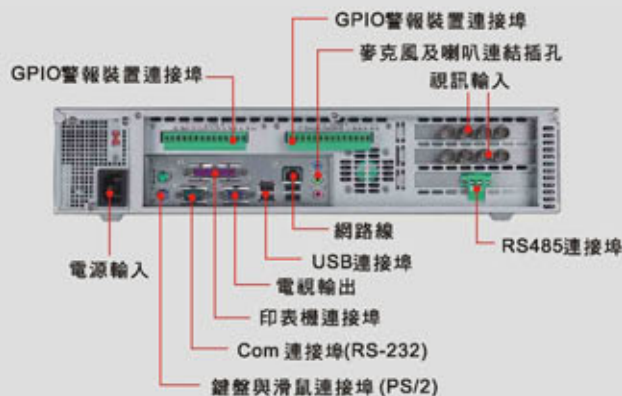 GPIO警報裝置連接埠
麥克風及喇叭連結插孔
GPIO警報裝置連接埠
視訊輸入
網路線
RS485連接埠
USB連接埠
電源輸入
電視輸出
印表機連接埠
Com 連接埠(RS-232)
鍵盤與滑鼠連接埠 (PS/2)